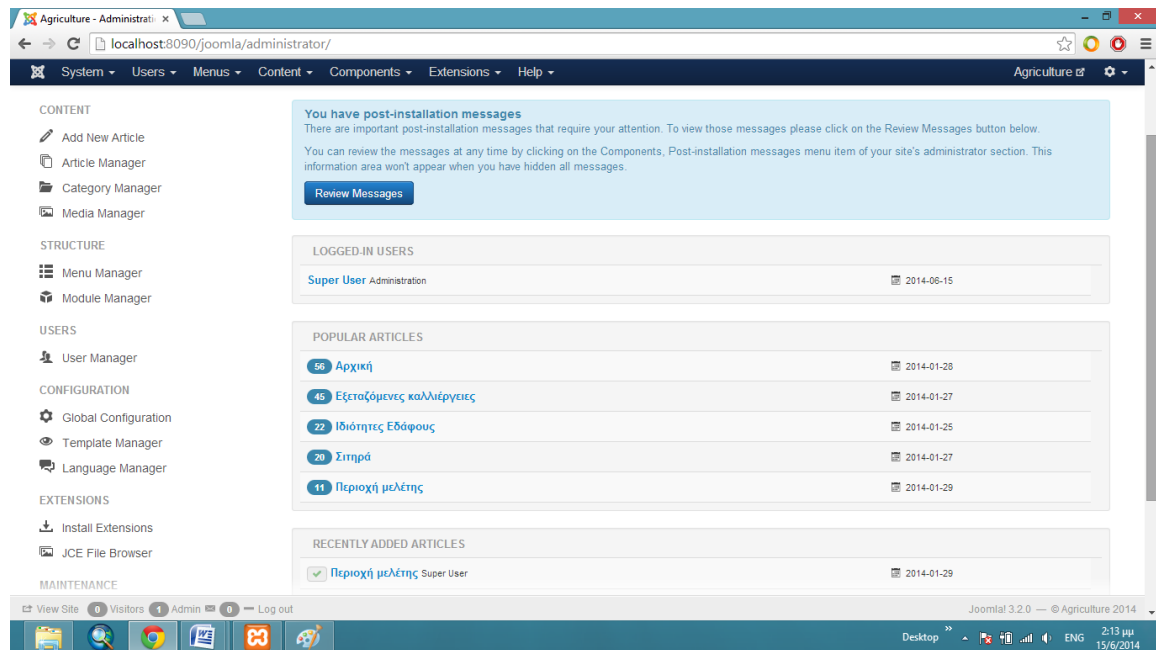 Agriculture - Administrati
localhost:8090/joomla/administrator/
System Users Menus Content Components Extensions Help Agriculture
CONTENT
Add New Article
Article Manager
Category Manager
Media Manager
STRUCTURE
Menu Manager
Module Manager
USERS
User Manager
CONFIGURATION
Global Configuration
Template Manager
Language Manager
EXTENSIONS
Install Extensions
JCE File Browser
MAINTENANCE
You have post-installation messages
There are important post-installation messages that require your attention. To view those messages please click on the Review Messages button below.
You can review the messages at any time by clicking on the Components, Post-installation messages menu item of your site's administrator section. This
information area won't appear when you have hidden all messages.
Review Messages
LOGGED-IN USERS
Super User Administration 2014-06-15
POPULAR ARTICLES
56 Αρχική 2014-01-28
45 Εξεταζόμενες καλλιέργειες 2014-01-27
22 Ιδιότητες Εδάφους 2014-01-25
20 Σιτηρά 2014-01-27
11 Περιοχή μελέτης 2014-01-29
RECENTLY ADDED ARTICLES
Περιοχή μελέτης Super User 2014-01-29
View Site 0 Visitors 1 Admin 0 Log out Joomla! 3.2.0 — © Agriculture 2014
Desktop ENG 2:13 μμ
15/6/2014